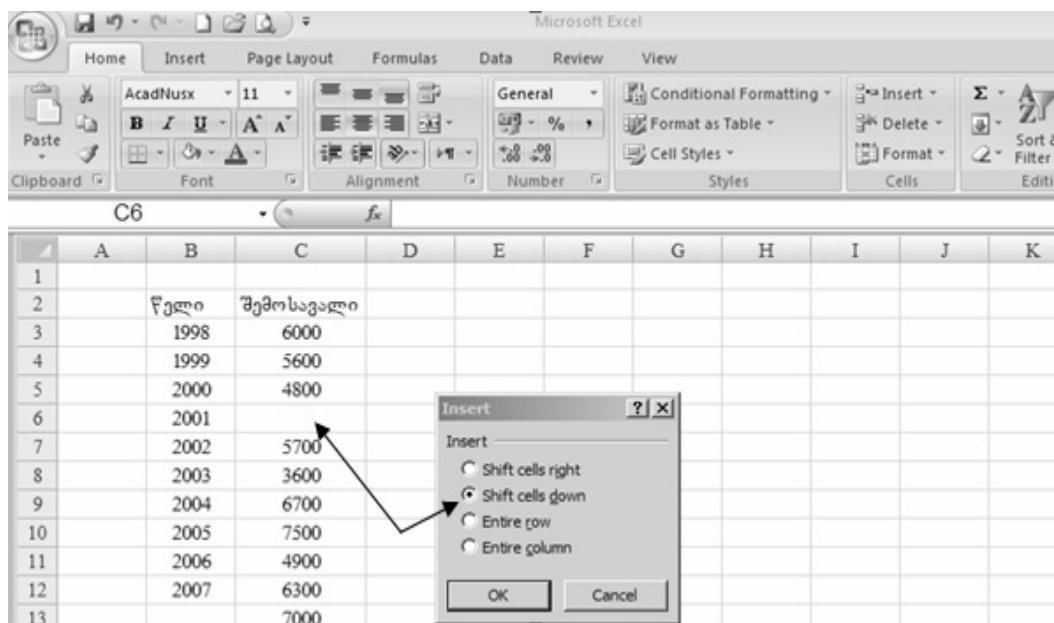 Microsoft Excel
Home Insert Page Layout Formulas Data Review View
Paste
AcadNusx 11
B I U A A
A
General
% ,
Conditional Formatting
Format as Table
Cell Styles
Insert
Delete
Format
Σ
Sort &
Filter
Clipboard Font Alignment Number Styles Cells Editi
C6 fx
A B C D E F G H I J K
1
2 წელი შემოსავალი
3 1998 6000
4 1999 5600
5 2000 4800
6 2001
7 2002 5700
8 2003 3600
9 2004 6700
10 2005 7500
11 2006 4900
12 2007 6300
13 7000
Insert ? X
Insert
Shift cells right
Shift cells down
Entire row
Entire column
OK Cancel